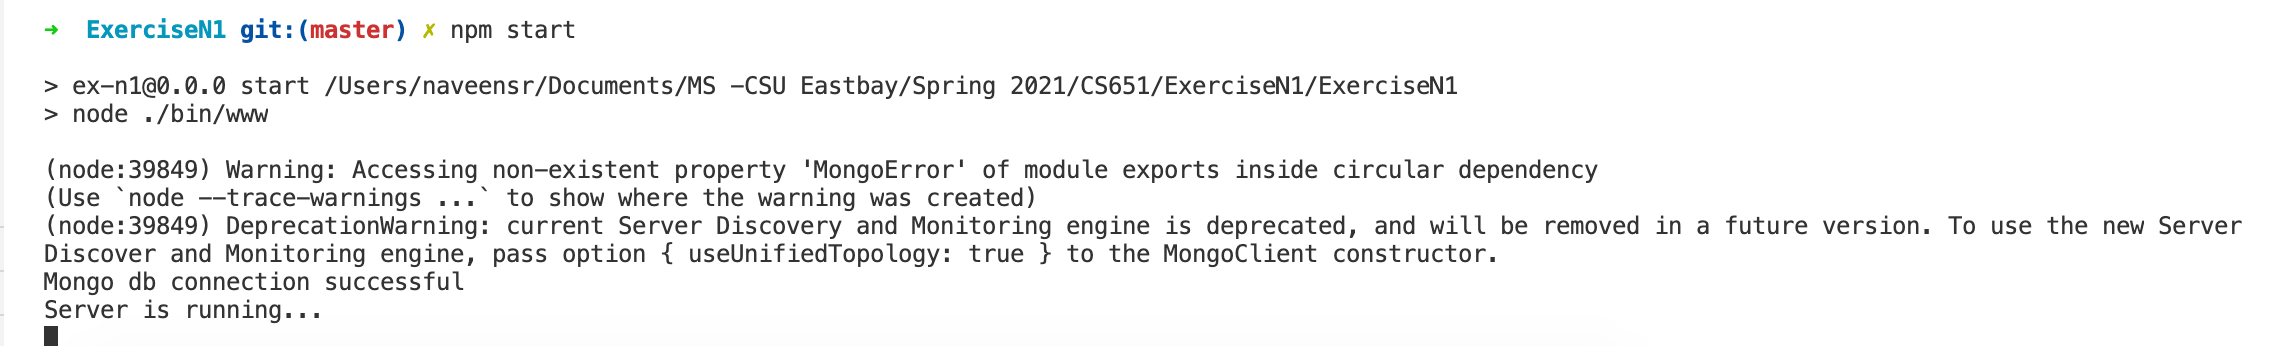 ➜  ExerciseN1 git:(master) ✗ npm start
> ex-n1@0.0.0 start /Users/naveensr/Documents/MS -CSU Eastbay/Spring 2021/CS651/ExerciseN1/ExerciseN1
> node ./bin/www
(node:39849) Warning: Accessing non-existent property 'MongoError' of module exports inside circular dependency
(Use `node --trace-warnings ...` to show where the warning was created)
(node:39849) DeprecationWarning: current Server Discovery and Monitoring engine is deprecated, and will be removed in a future version. To use the new Server
Discover and Monitoring engine, pass option { useUnifiedTopology: true } to the MongoClient constructor.
Mongo db connection successful
Server is running...